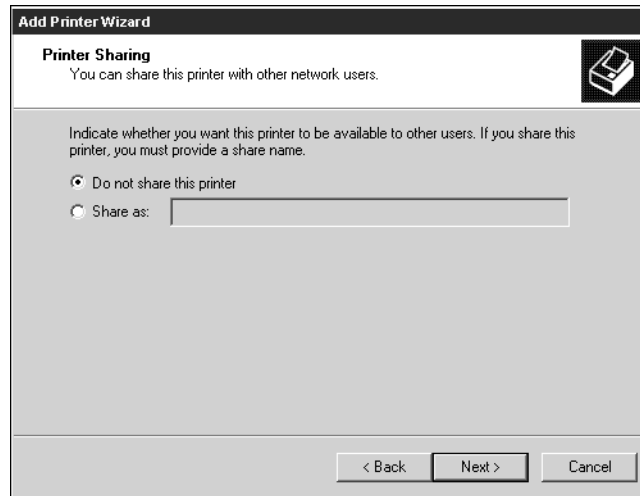 Add Printer Wizard
Printer Sharing
You can share this printer with other network users.
Indicate whether you want this printer to be available to other users. If you share this
printer, you must provide a share name.
Do not share this printer
Share as:
< Back Next > Cancel